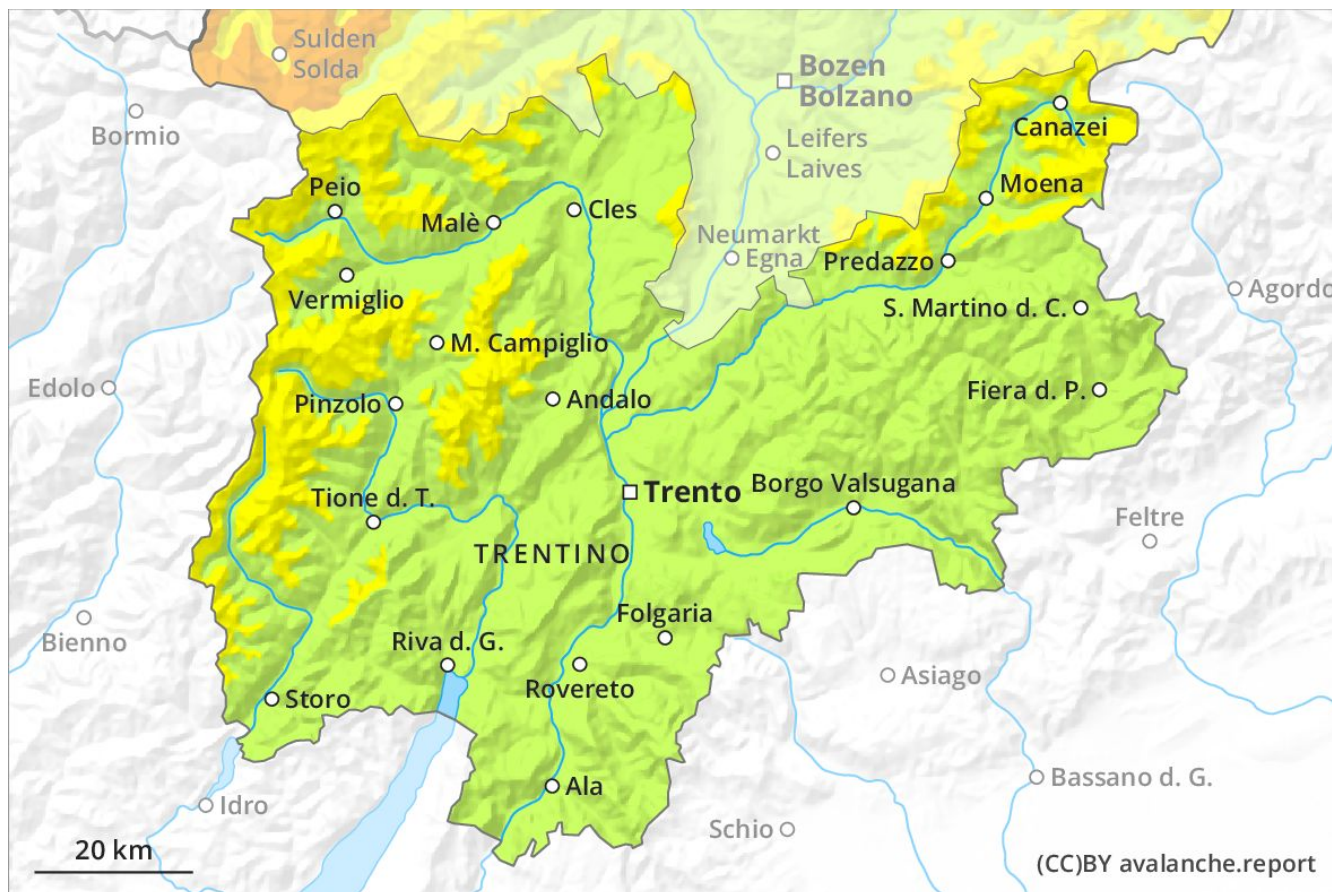 Sulden
Solda
Bozen
Bolzano
Bormio
Canazei
Leifers
Laives
Peio
Moena
Malè
Cles
Neumarkt
Egna
Predazzo
Vermiglio
Agordo
S. Martino d. C.
M. Campiglio
Edolo
Pinzolo
Andalo
Fiera d. P.
Trento
Borgo Valsugana
Tione d. T.
Feltre
TRENTINO
Folgaria
Bienno
Riva d. G.
Asiago
Rovereto
Storo
Bassano d. G.
Ala
Idro
Schio
20 km
(CC)BY avalanche.report